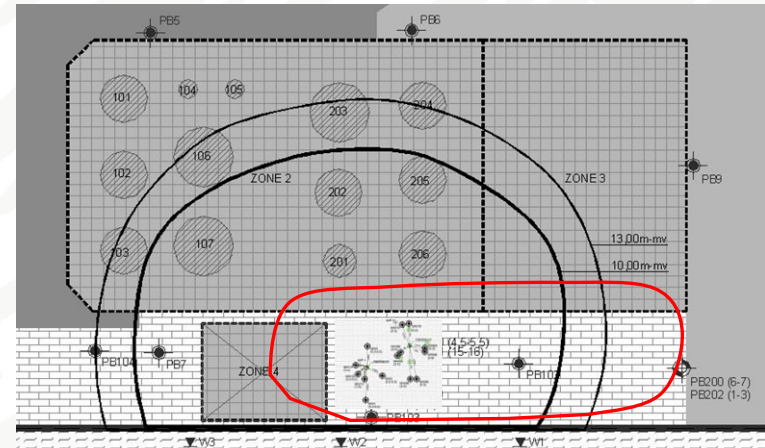 PB5
PB6
101
104
105
203
204
106
102
ZONE 2
202
205
ZONE 3
PB9
103
107
201
206
13,00m-mv
10,00m-mv
(4.5-5.5)
(15-16)
PB104
PB7
ZONE 4
PB200 (6-7)
PB202 (1-3)
PB103
W3
W2
W1